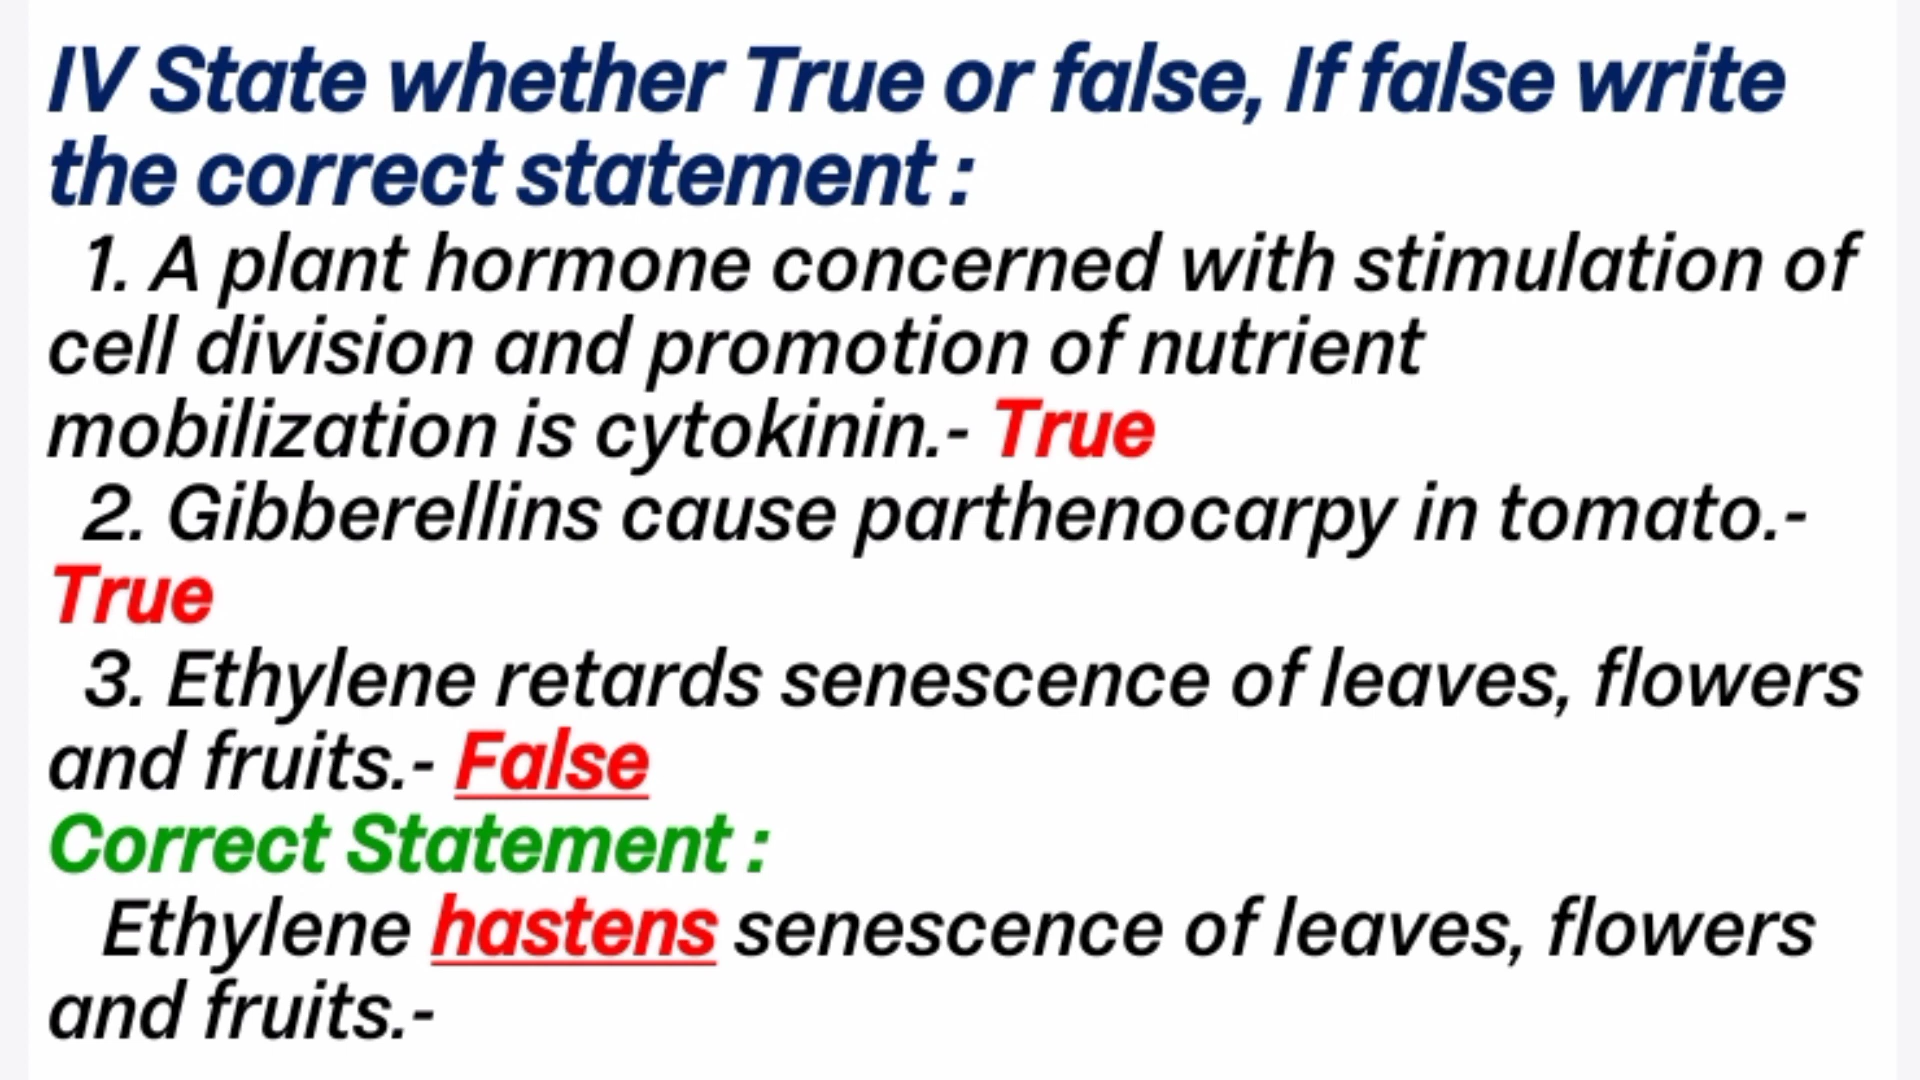 IV State whether True or false, If false write
the correct statement :
1. A plant hormone concerned with stimulation of
cell division and promotion of nutrient
mobilization is cytokinin.- True
2. Gibberellins cause parthenocarpy in tomato.-
True
3. Ethylene retards senescence of leaves, flowers
and fruits.- False
Correct Statement :
Ethylene hastens senescence of leaves, flowers
and fruits.-